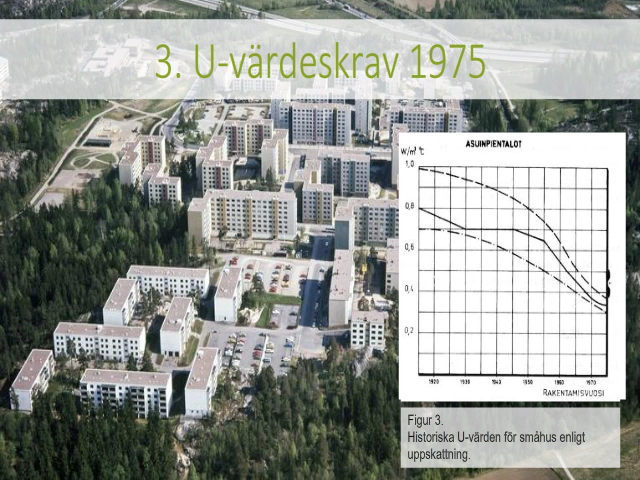 3. U-värdeskrav 1975
ASUINPIENTALOT
W/m² °C
1,0
0,8
0,6
0,4
0,2
1920 1930 1940 1950 1960 1970
RAKENTAMISVUOSI
Figur 3.
Historiska U-värden för småhus enligt
uppskattning.